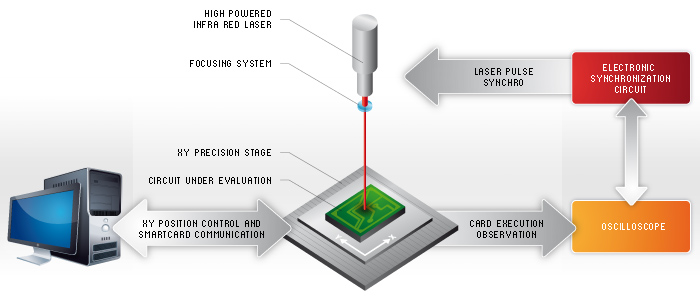 HIGH POWERED
INFRA RED LASER
FOCUSING SYSTEM
LASER PULSE
SYNCHRO
ELECTRONIC
SYNCHRONIZATION
CIRCUIT
XY PRECISION STAGE
CIRCUIT UNDER EVALUATION
XY POSITION CONTROL AND
SMARTCARD COMMUNICATION
Y
X
CARD EXECUTION
OBSERVATION
OSCILLOSCOPE